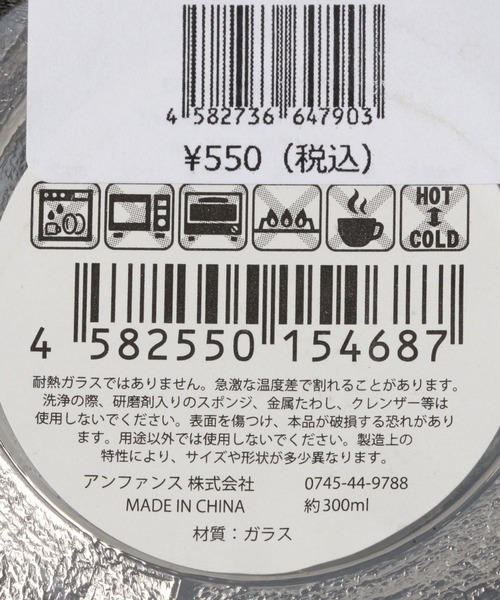 4 582736 647903
¥550（税込）
HOT
COLD
4 582550 154687
耐熱ガラスではありません。急激な温度差で割れることがあります。
洗浄の際、研磨剤入りのスポンジ、金属たわし、クレンザー等は
使用しないでください。表面を傷つけ、本品が破損する恐れがあり
ます。用途以外では使用しないでください。製造上の
特性により、サイズや形状が多少異なります。
アンファンス 株式会社 0745-44-9788
MADE IN CHINA 約300ml
材質：ガラス